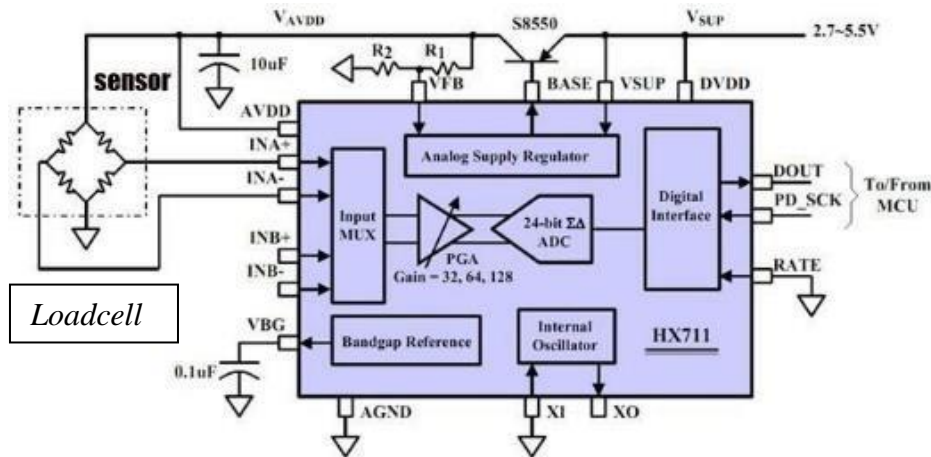 V_AVDD
S8550
V_SUP
2.7~5.5V
R2
R1
10uF
VFB
BASE
VSUP
DVDD
sensor
AVDD
INA+
INA-
Analog Supply Regulator
DOUT
PD_SCK
To/From
MCU
Input
MUX
24-bit ΣΔ
ADC
Digital
Interface
INB+
INB-
PGA
Gain = 32, 64, 128
RATE
Loadcell
VBG
Bandgap Reference
Internal
Oscillator
HX711
0.1uF
AGND
XI
XO